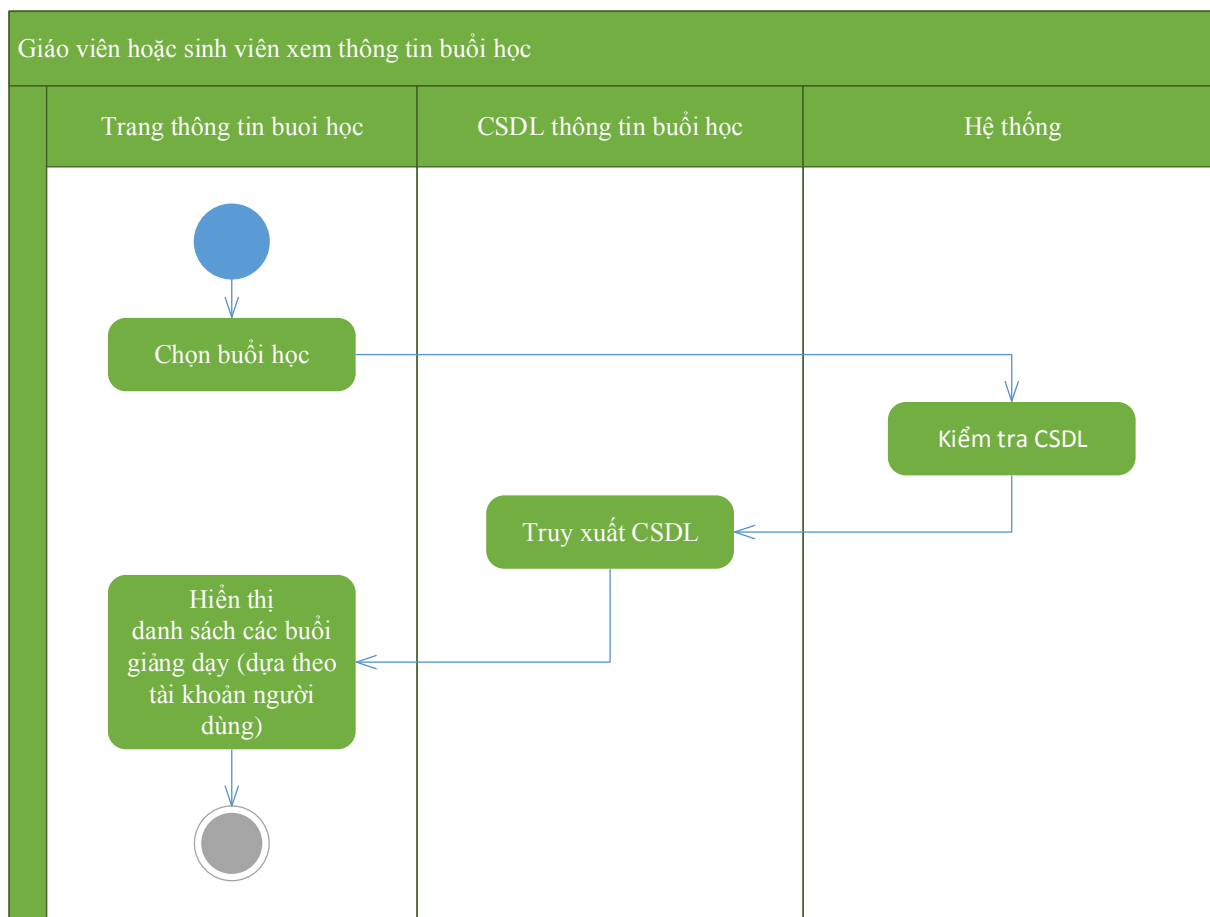 Giáo viên hoặc sinh viên xem thông tin buổi học
Trang thông tin buoi học
CSDL thông tin buổi học
Hệ thống
Chọn buổi học
Kiểm tra CSDL
Truy xuất CSDL
Hiển thị
danh sách các buổi
giảng dạy (dựa theo
tài khoản người
dùng)